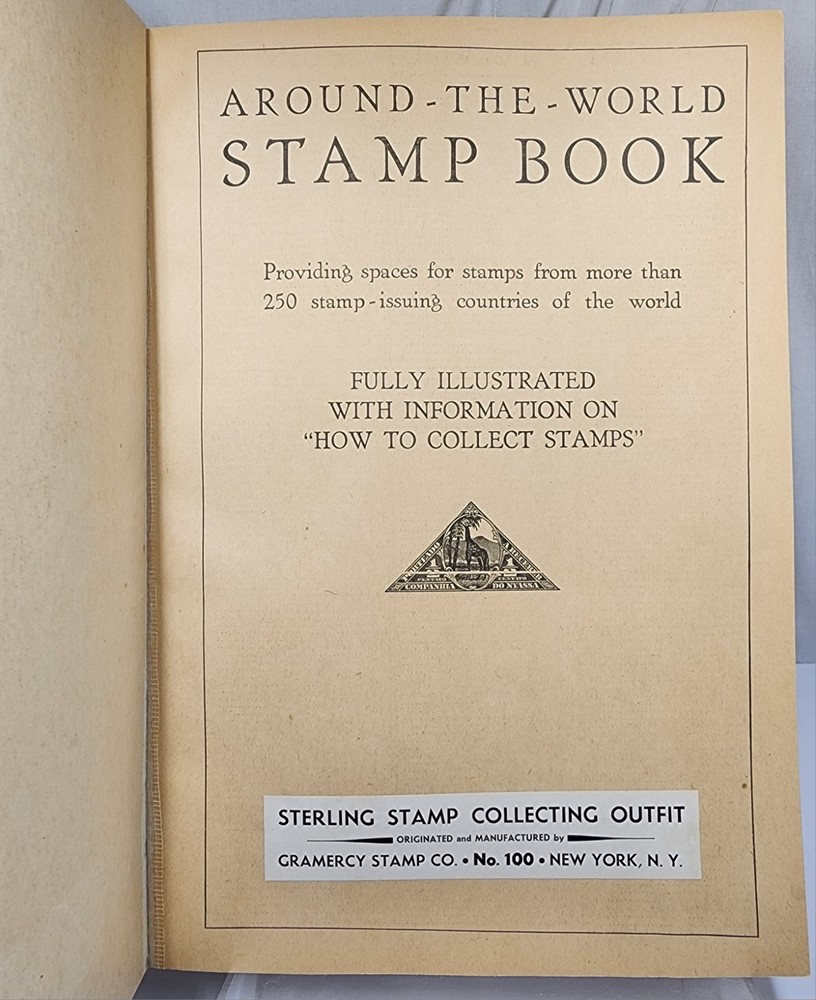 AROUND-THE-WORLD
STAMP BOOK
Providing spaces for stamps from more than
250 stamp-issuing countries of the world
FULLY ILLUSTRATED
WITH INFORMATION ON
“HOW TO COLLECT STAMPS”
CENTAVO CENTAVO
COMPANHIA DO NYASSA
STERLING STAMP COLLECTING OUTFIT
ORIGINATED and MANUFACTURED by
GRAMERCY STAMP CO. • No. 100 • NEW YORK, N. Y.